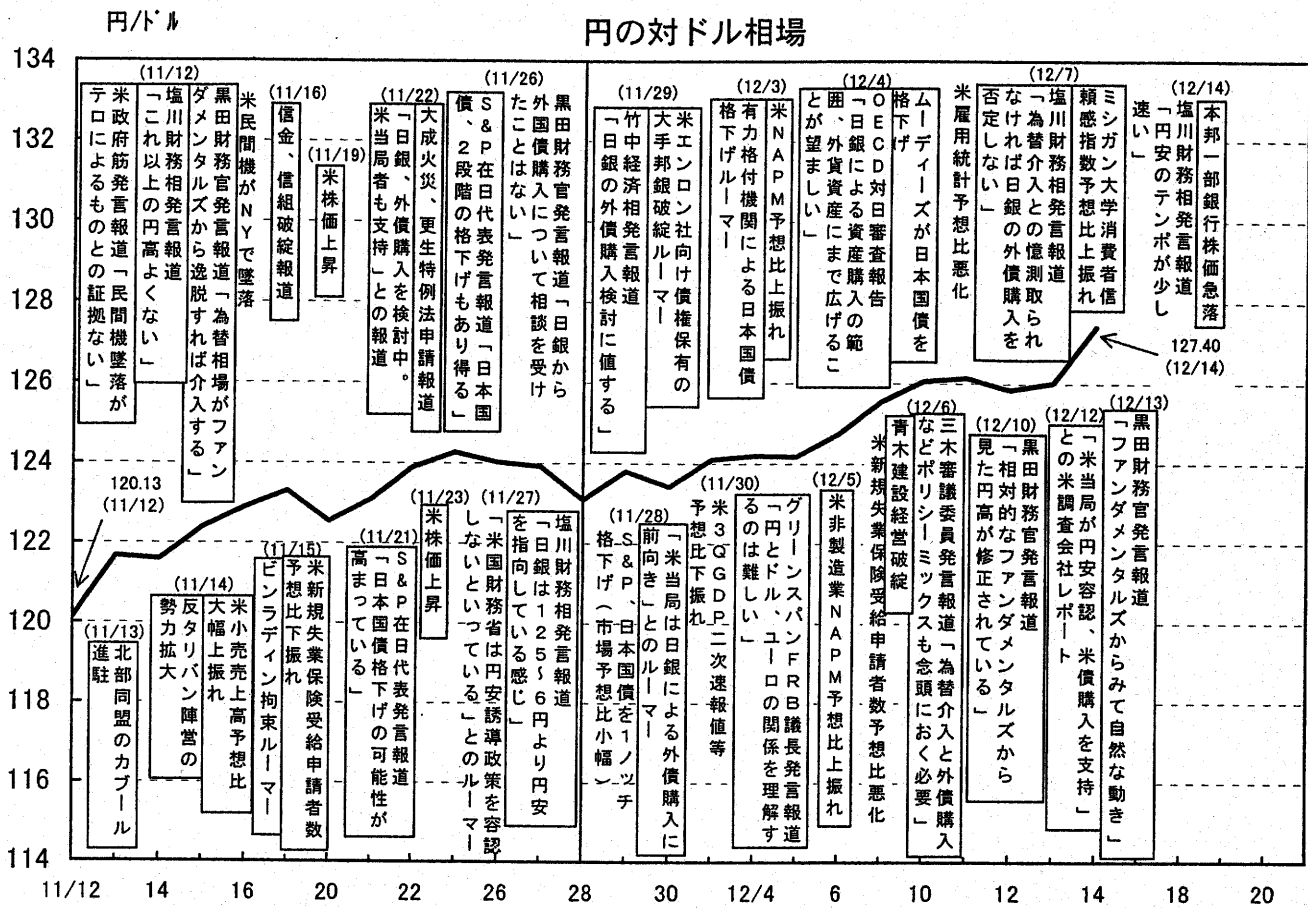 円/ドル
円の対ドル相場
134
132
130
128
126
124
122
120
118
116
114
11/12
14
16
18
20
22
24
26
28
30
12/4
6
8
10
12
14
16
18
20
120.13
(11/12)
127.40
(12/14)
(11/12)
米政府筋発言報道「民間機墜落が
テロによるものとの証拠ない」
塩川財務相発言報道
「これ以上の円高よくない」
黒田財務官発言報道「為替相場がファン
ダメンタルズから逸脱すれば介入する」
米民間機がNYで墜落
(11/16)
信金、信組破綻報道
(11/19)
米株価上昇
(11/22)
大成火災、更生特例法申請報道
「日銀、外債購入を検討中。
米当局者も支持」との報道
S&P在日代表発言報道「日本国
債、2段階の格下げもあり得る」
(11/26)
黒田財務官発言報道「日銀から
外国債購入について相談を受け
たことはない」
(11/29)
米エンロン社向け債権保有の
大手邦銀破綻ルーマー
竹中経済相発言報道
「日銀の外債購入検討に値する」
(12/3)
米NAPM予想比上振れ
有力格付機関による日本国債
格下げルーマー
(12/4)
OECD対日審査報告
「日銀による資産購入の範
囲、外貨資産にまで広げるこ
とが望ましい」
ムーディーズが日本国債を
格下げ
米雇用統計予想比悪化
(12/7)
ミシガン大学消費者信
頼感指数予想比上振れ
塩川財務相発言報道
「為替介入との憶測取られ
なければ日銀の外債購入を
否定しない」
(12/14)
本邦一部銀行株価急落
塩川財務相発言報道
「円安のテンポが少し
速い」
(11/13)
北部同盟のカブール
進駐
(11/14)
米小売売上高予想比
大幅上振れ
反タリバン陣営の
勢力拡大
(11/15)
米新規失業保険受給申請者数
予想比下振れ
ビンラディン拘束ルーマー
(11/21)
S&P在日代表発言報道
「日本国債格下げの可能性が
高まっている」
(11/23)
米株価上昇
(11/27)
塩川財務相発言報道
「日銀は125~6円より円安
を指向している感じ」
「米国財務省は円安誘導政策を容認
しないといっている」とのルーマー
(11/28)
「米当局は日銀による外債購入に
前向き」とのルーマー
S&P、日本国債を1ノッチ
格下げ(市場予想比小幅)
(11/30)
グリーンスパンFRB議長発言報道
「円とドル、ユーロの関係を理解す
るのは難しい」
米3QGDP二次速報値等
予想比下振れ
(12/5)
米非製造業NAPM予想比上振れ
(12/6)
三木審議委員発言報道「為替介入と外債購入
などポリシーミックスも念頭におく必要」
青木建設経営破綻
米新規失業保険受給申請者数予想比悪化
(12/10)
黒田財務官発言報道
「相対的なファンダメンタルズから
見た円高が修正されている」
(12/12)
「米当局が円安容認、米債購入を支持」
との米調査会社レポート
(12/13)
黒田財務官発言報道
「ファンダメンタルズからみて自然な動き」